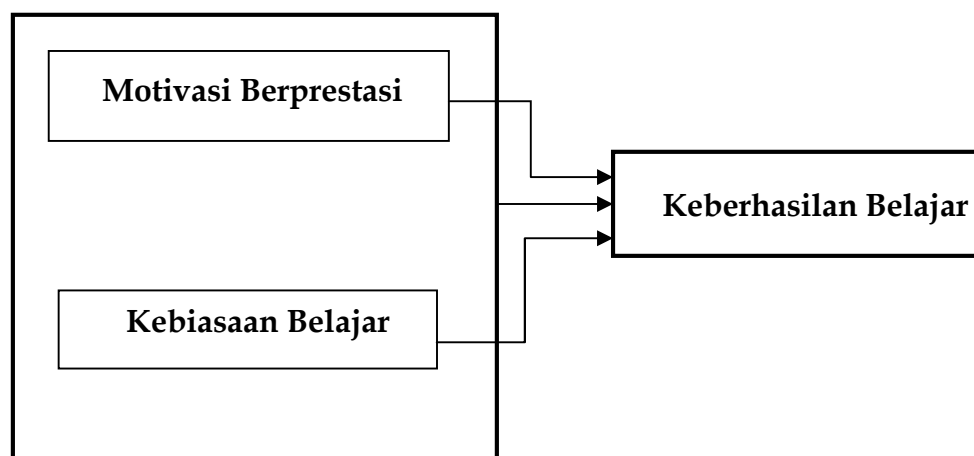 Motivasi Berprestasi
Keberhasilan Belajar
Kebiasaan Belajar